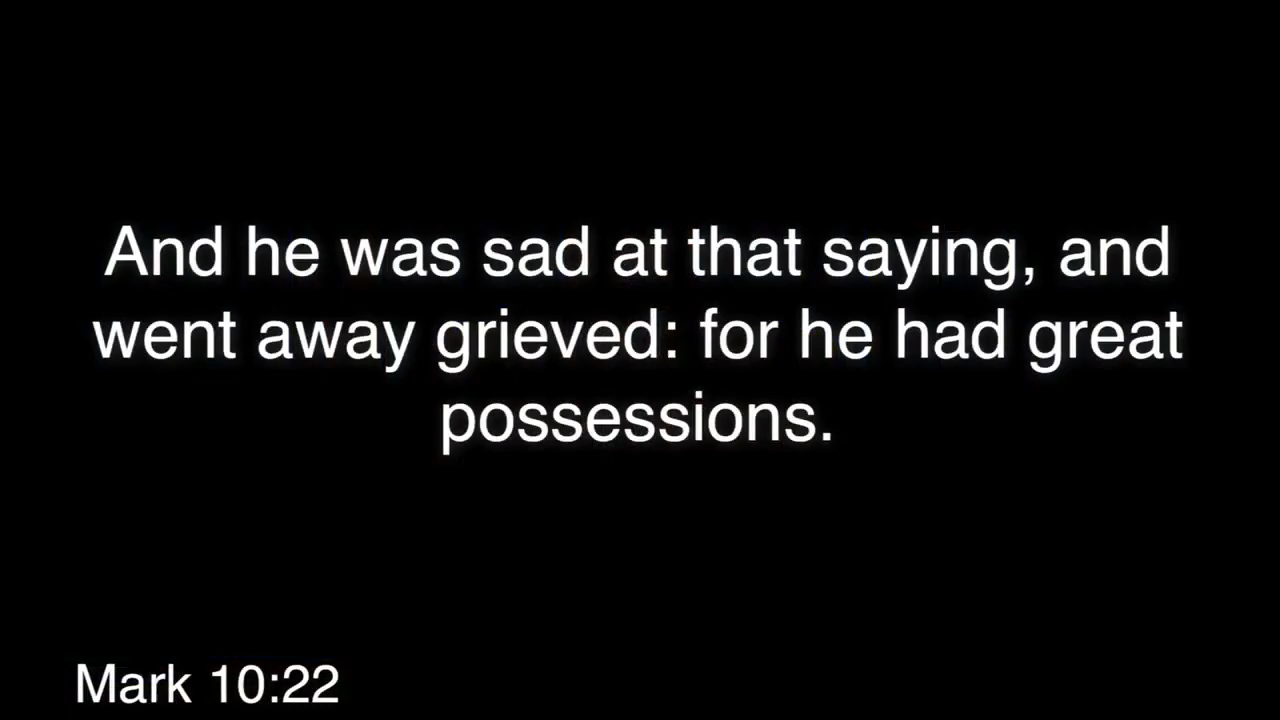 And he was sad at that saying, and
went away grieved: for he had great
possessions.
Mark 10:22